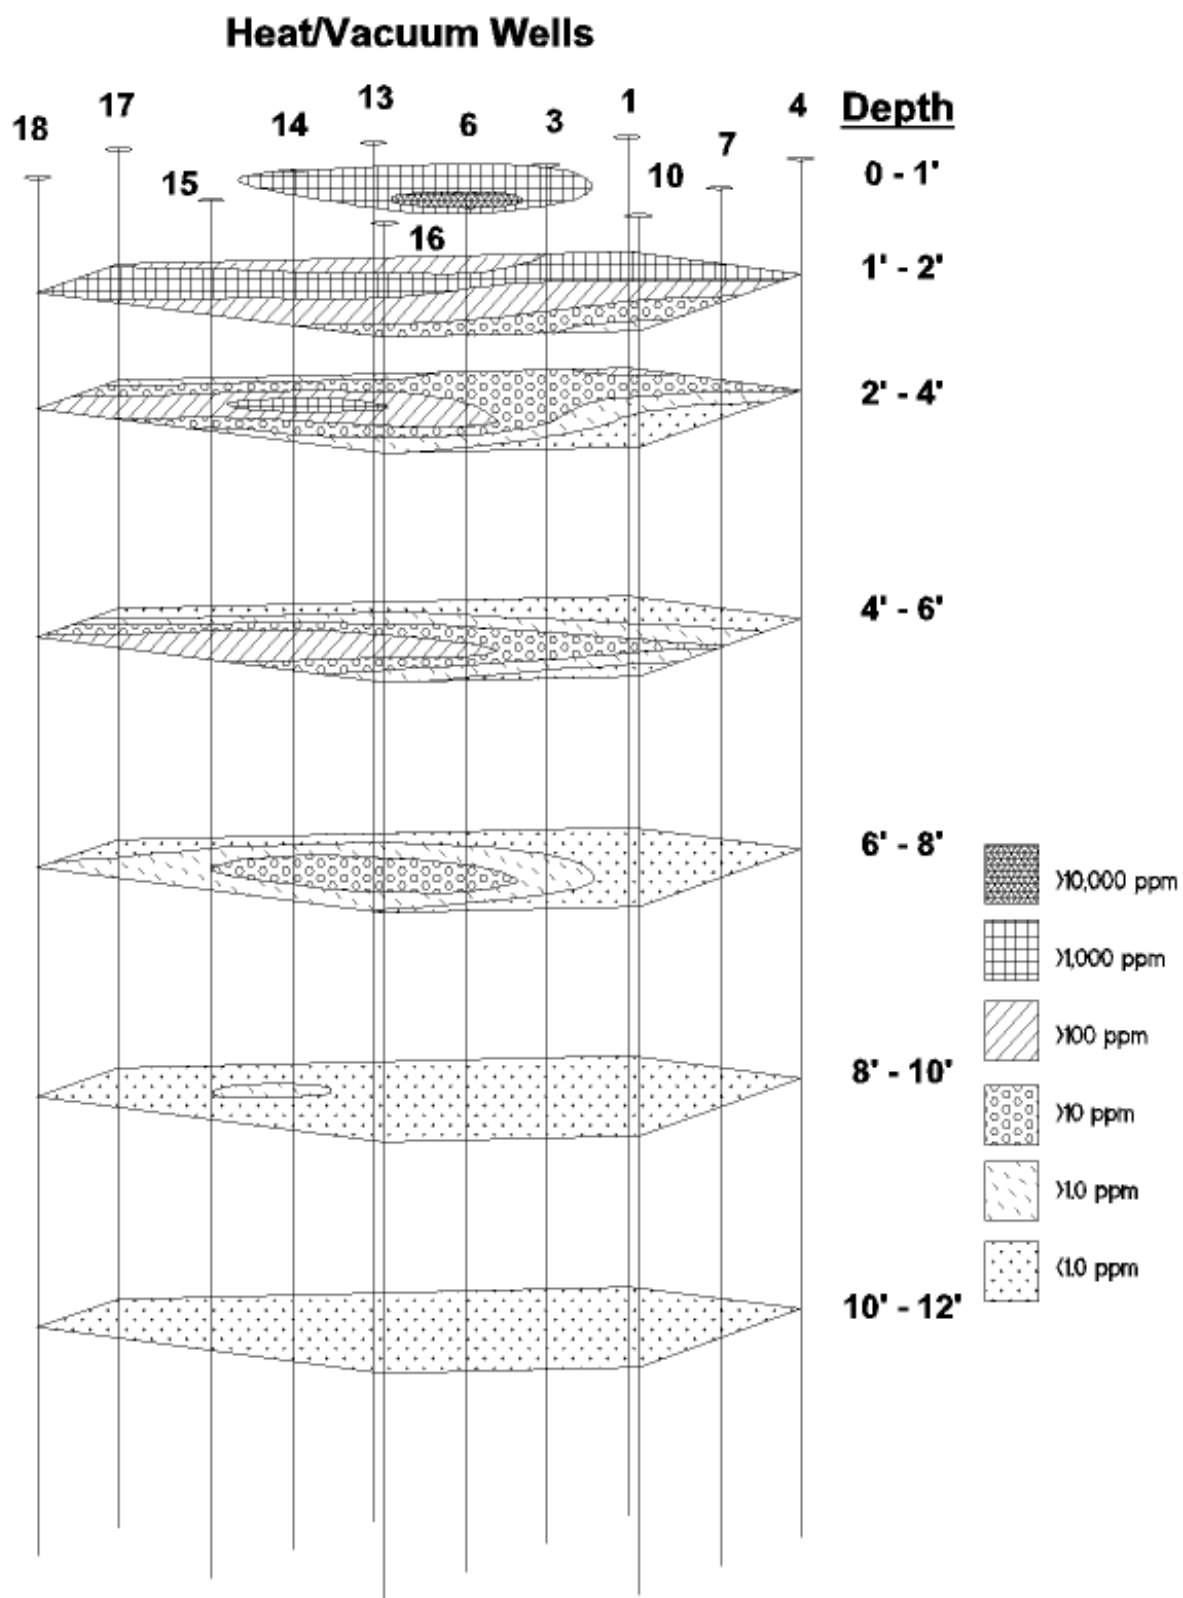 Heat/Vacuum Wells
18
17
14
13
6
3
1
7
4
Depth
15
10
16
0 - 1'
1' - 2'
2' - 4'
4' - 6'
6' - 8'
8' - 10'
10' - 12'
>10,000 ppm
>1,000 ppm
>100 ppm
>10 ppm
>1.0 ppm
<1.0 ppm